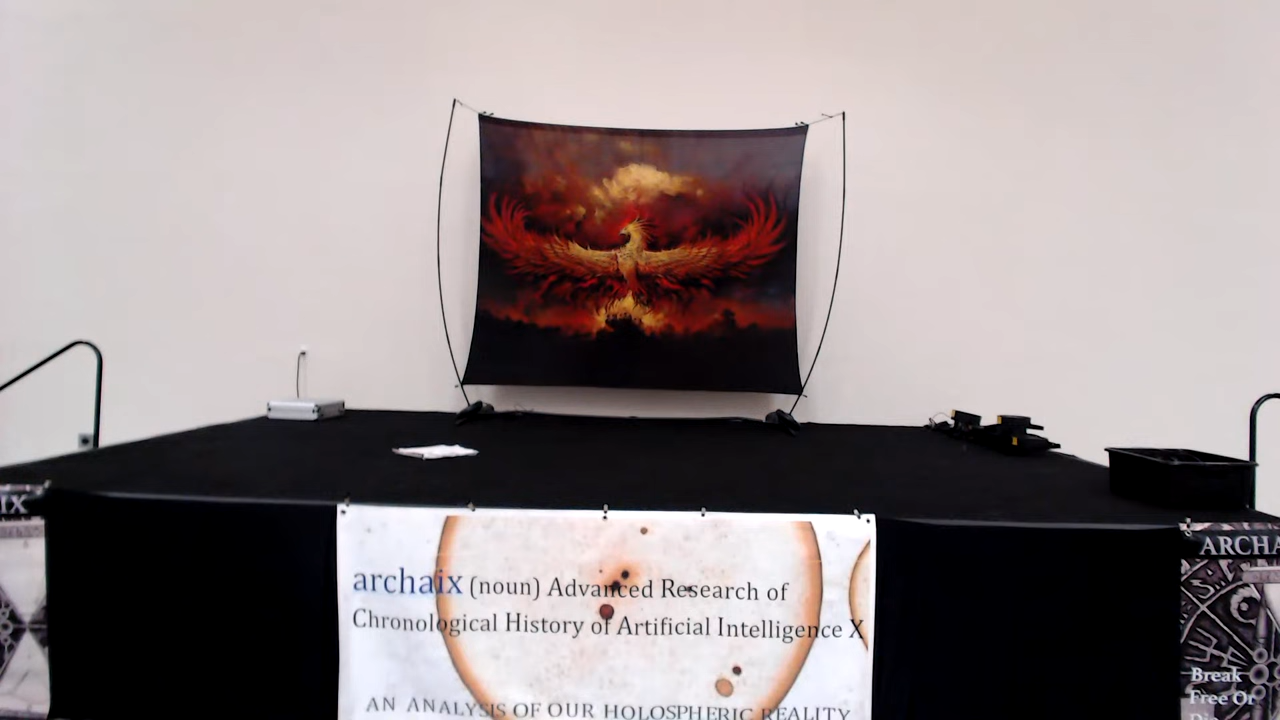 IX
archaix (noun) Advanced Research of
Chronological History of Artificial Intelligence X
AN ANALYSIS OF OUR HOLOSPHERIC REALITY
ARCHA
Break
Free Or